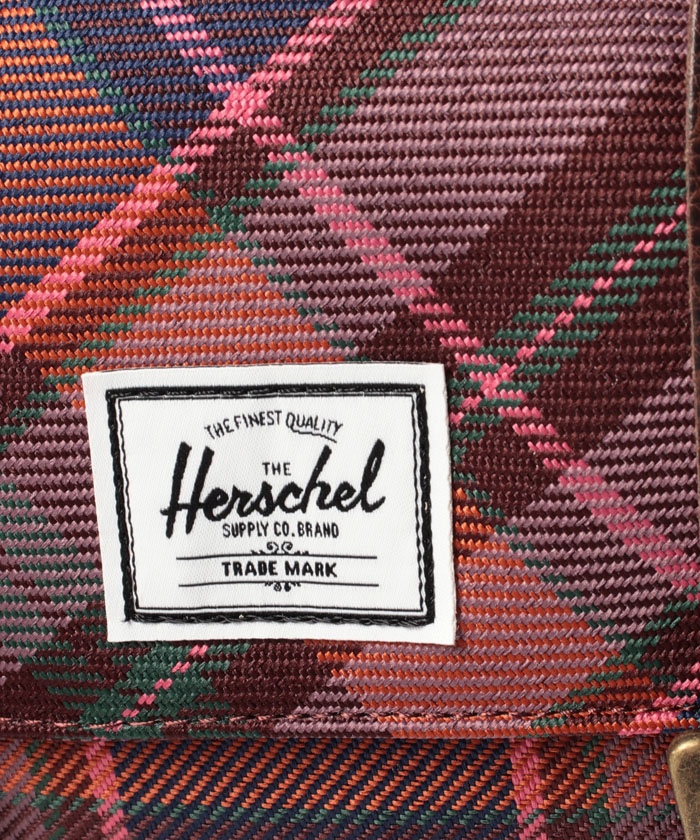 THE FINEST QUALITY
THE
Herschel
SUPPLY CO. BRAND
TRADE MARK